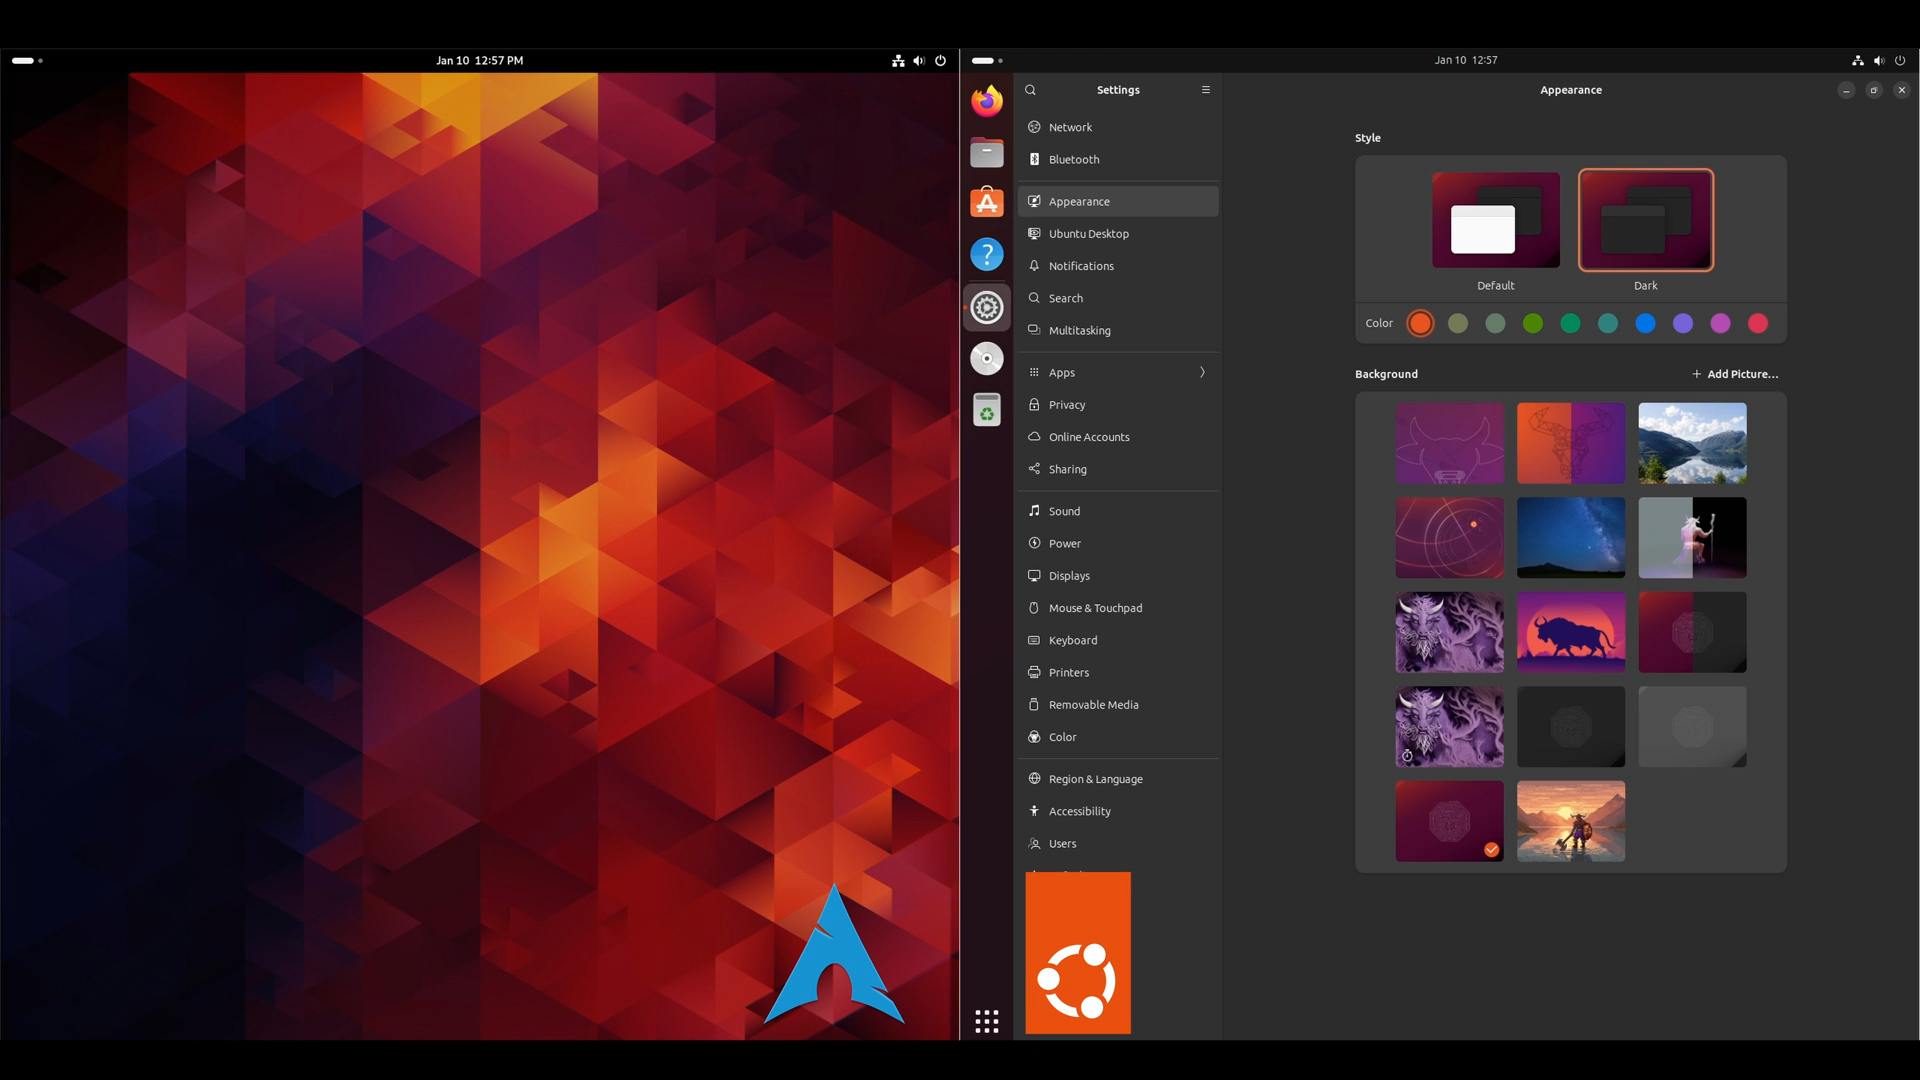 Jan 10 12:57 PM
Jan 10 12:57
Settings
Network
Bluetooth
Appearance
Ubuntu Desktop
Notifications
Search
Multitasking
Apps
Privacy
Online Accounts
Sharing
Sound
Power
Displays
Mouse & Touchpad
Keyboard
Printers
Removable Media
Color
Region & Language
Accessibility
Users
Appearance
Style
Default
Dark
Color
Background
Add Picture...